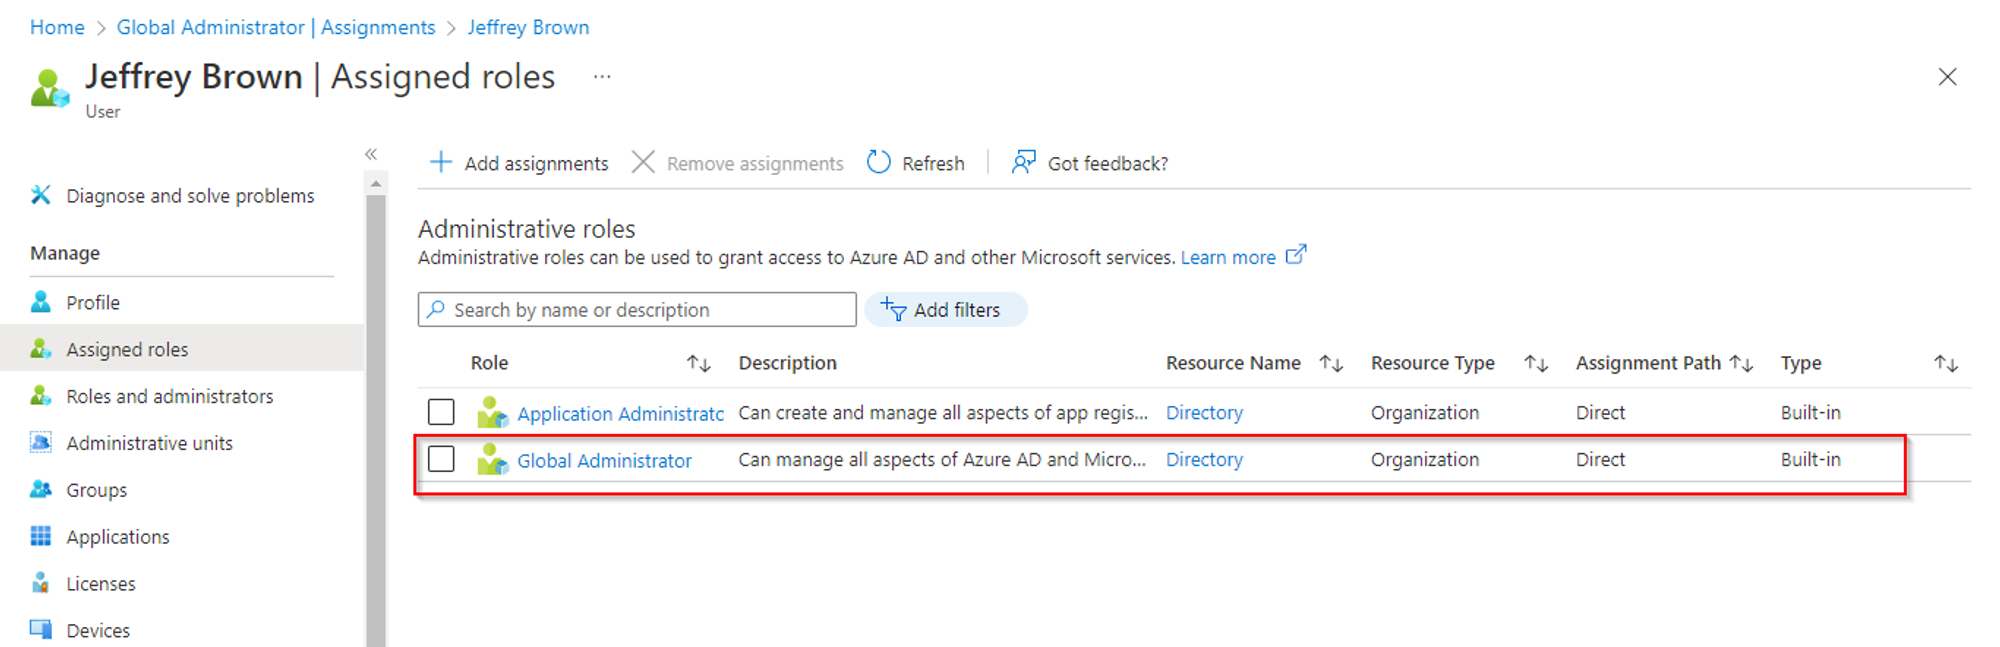 Home > Global Administrator | Assignments > Jeffrey Brown
Jeffrey Brown | Assigned roles ...
User
Diagnose and solve problems
Manage
Profile
Assigned roles
Roles and administrators
Administrative units
Groups
Applications
Licenses
Devices
Add assignments Remove assignments Refresh | Got feedback?
Administrative roles
Administrative roles can be used to grant access to Azure AD and other Microsoft services. Learn more
Search by name or description Add filters
Role Description Resource Name Resource Type Assignment Path Type
Application Administratc Can create and manage all aspects of app regis... Directory Organization Direct Built-in
Global Administrator Can manage all aspects of Azure AD and Micro... Directory Organization Direct Built-in